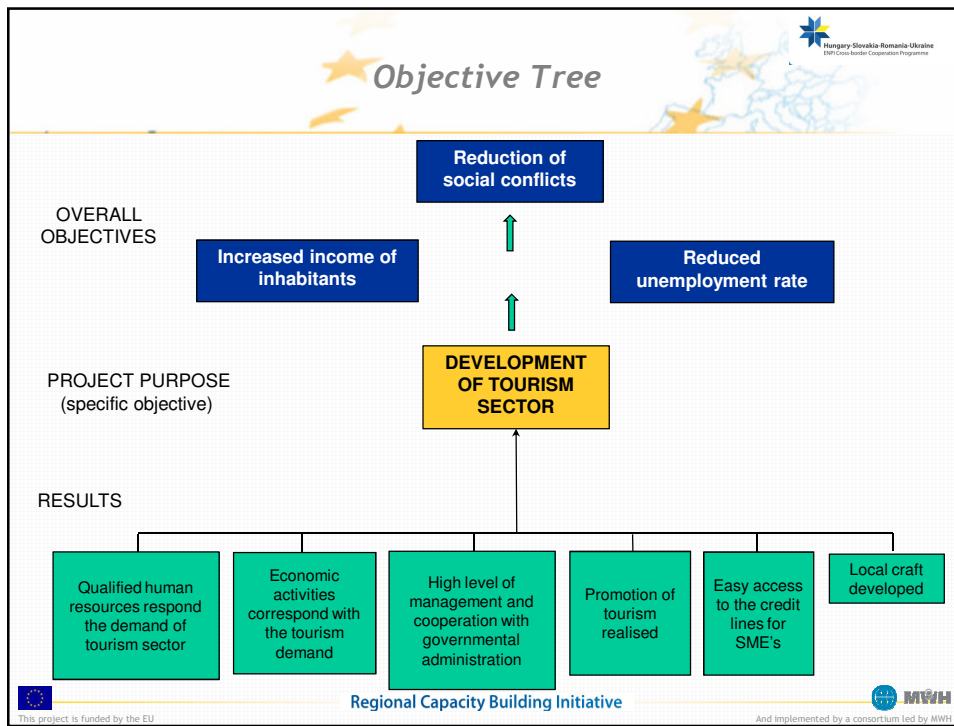 Hungary-Slovakia-Romania-Ukraine
ENPI Cross-border Cooperation Programme
Objective Tree
Reduction of
social conflicts
OVERALL
OBJECTIVES
Increased income of
inhabitants
Reduced
unemployment rate
PROJECT PURPOSE
(specific objective)
DEVELOPMENT
OF TOURISM
SECTOR
RESULTS
Qualified human
resources respond
the demand of
tourism sector
Economic
activities
correspond with
the tourism
demand
High level of
management and
cooperation with
governmental
administration
Promotion of
tourism
realised
Easy access
to the credit
lines for
SME's
Local craft
developed
Regional Capacity Building Initiative
MWH
This project is funded by the EU
And implemented by a consortium led by MWH